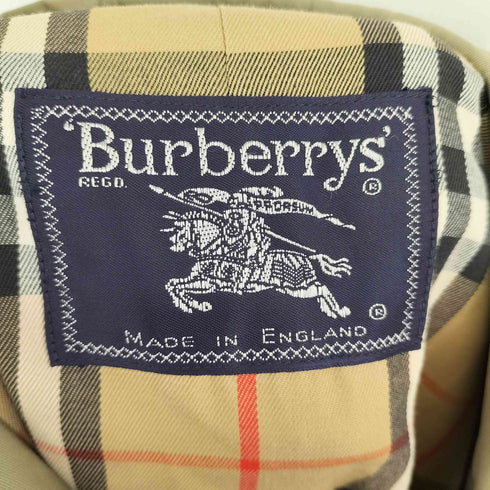 'Burberrys'
REGD. ®
PRORSUM
®
MADE IN ENGLAND